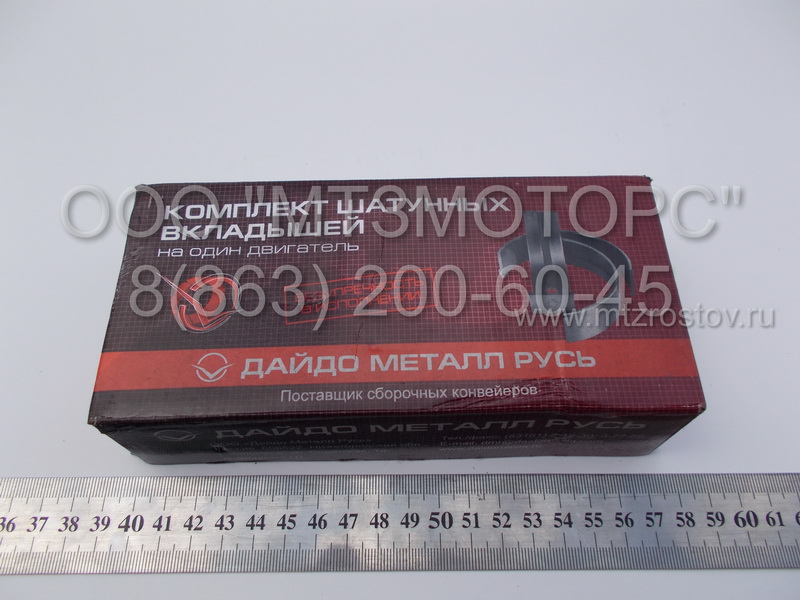 ООО "МТЗМОТОРС"
КОМПЛЕКТ ШАТУННЫХ
ВКЛАДЫШЕЙ
НА ОДИН ДВИГАТЕЛЬ
8(863) 200-60-45
www.mtzrostov.ru
ДАЙДО МЕТАЛЛ РУСЬ
Поставщик сборочных конвейеров
ДАЙДО МЕТАЛЛ РУСЬ
36 37 38 39 40 41 42 43 44 45 46 47 48 49 50 51 52 53 54 55 56 57 58 59 60 61